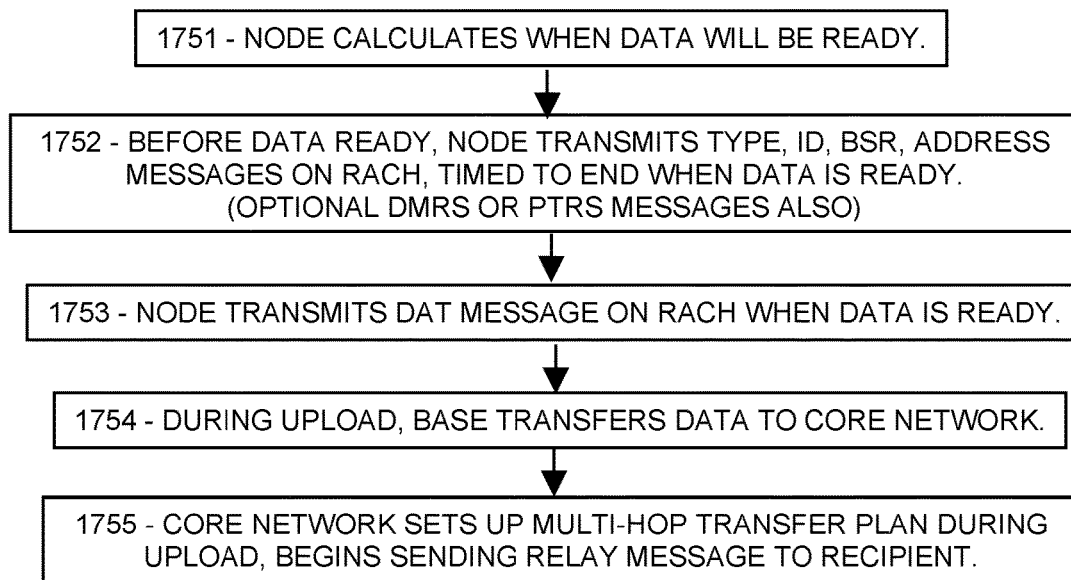 1751 - NODE CALCULATES WHEN DATA WILL BE READY.
1752 - BEFORE DATA READY, NODE TRANSMITS TYPE, ID, BSR, ADDRESS
MESSAGES ON RACH, TIMED TO END WHEN DATA IS READY.
(OPTIONAL DMRS OR PTRS MESSAGES ALSO)
1753 - NODE TRANSMITS DAT MESSAGE ON RACH WHEN DATA IS READY.
1754 - DURING UPLOAD, BASE TRANSFERS DATA TO CORE NETWORK.
1755 - CORE NETWORK SETS UP MULTI-HOP TRANSFER PLAN DURING
UPLOAD, BEGINS SENDING RELAY MESSAGE TO RECIPIENT.